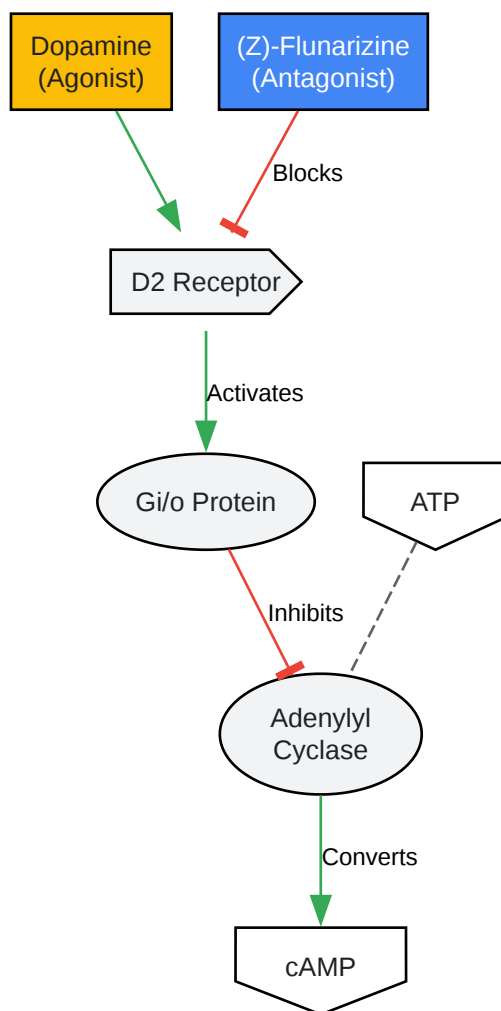 Dopamine
(Agonist)
(Z)-Flunarizine
(Antagonist)
Blocks
D2 Receptor
Activates
Gi/o Protein
ATP
Inhibits
Adenylyl
Cyclase
Converts
cAMP